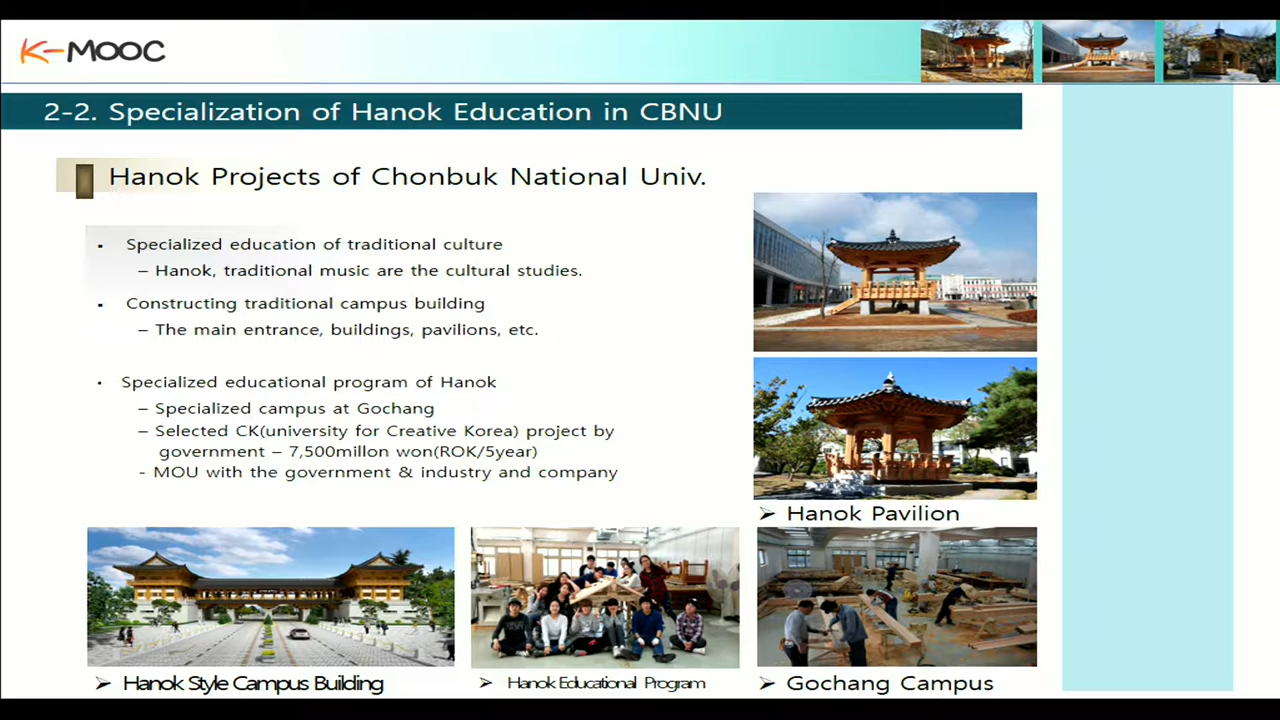 K-MOOC
2-2. Specialization of Hanok Education in CBNU
Hanok Projects of Chonbuk National Univ.
▪ Specialized education of traditional culture
– Hanok, traditional music are the cultural studies.
▪ Constructing traditional campus building
– The main entrance, buildings, pavilions, etc.
• Specialized educational program of Hanok
– Specialized campus at Gochang
– Selected CK(university for Creative Korea) project by
government – 7,500millon won(ROK/5year)
- MOU with the government & industry and company
➢ Hanok Pavilion
➢ Hanok Style Campus Building
➢ Hanok Educational Program
➢ Gochang Campus